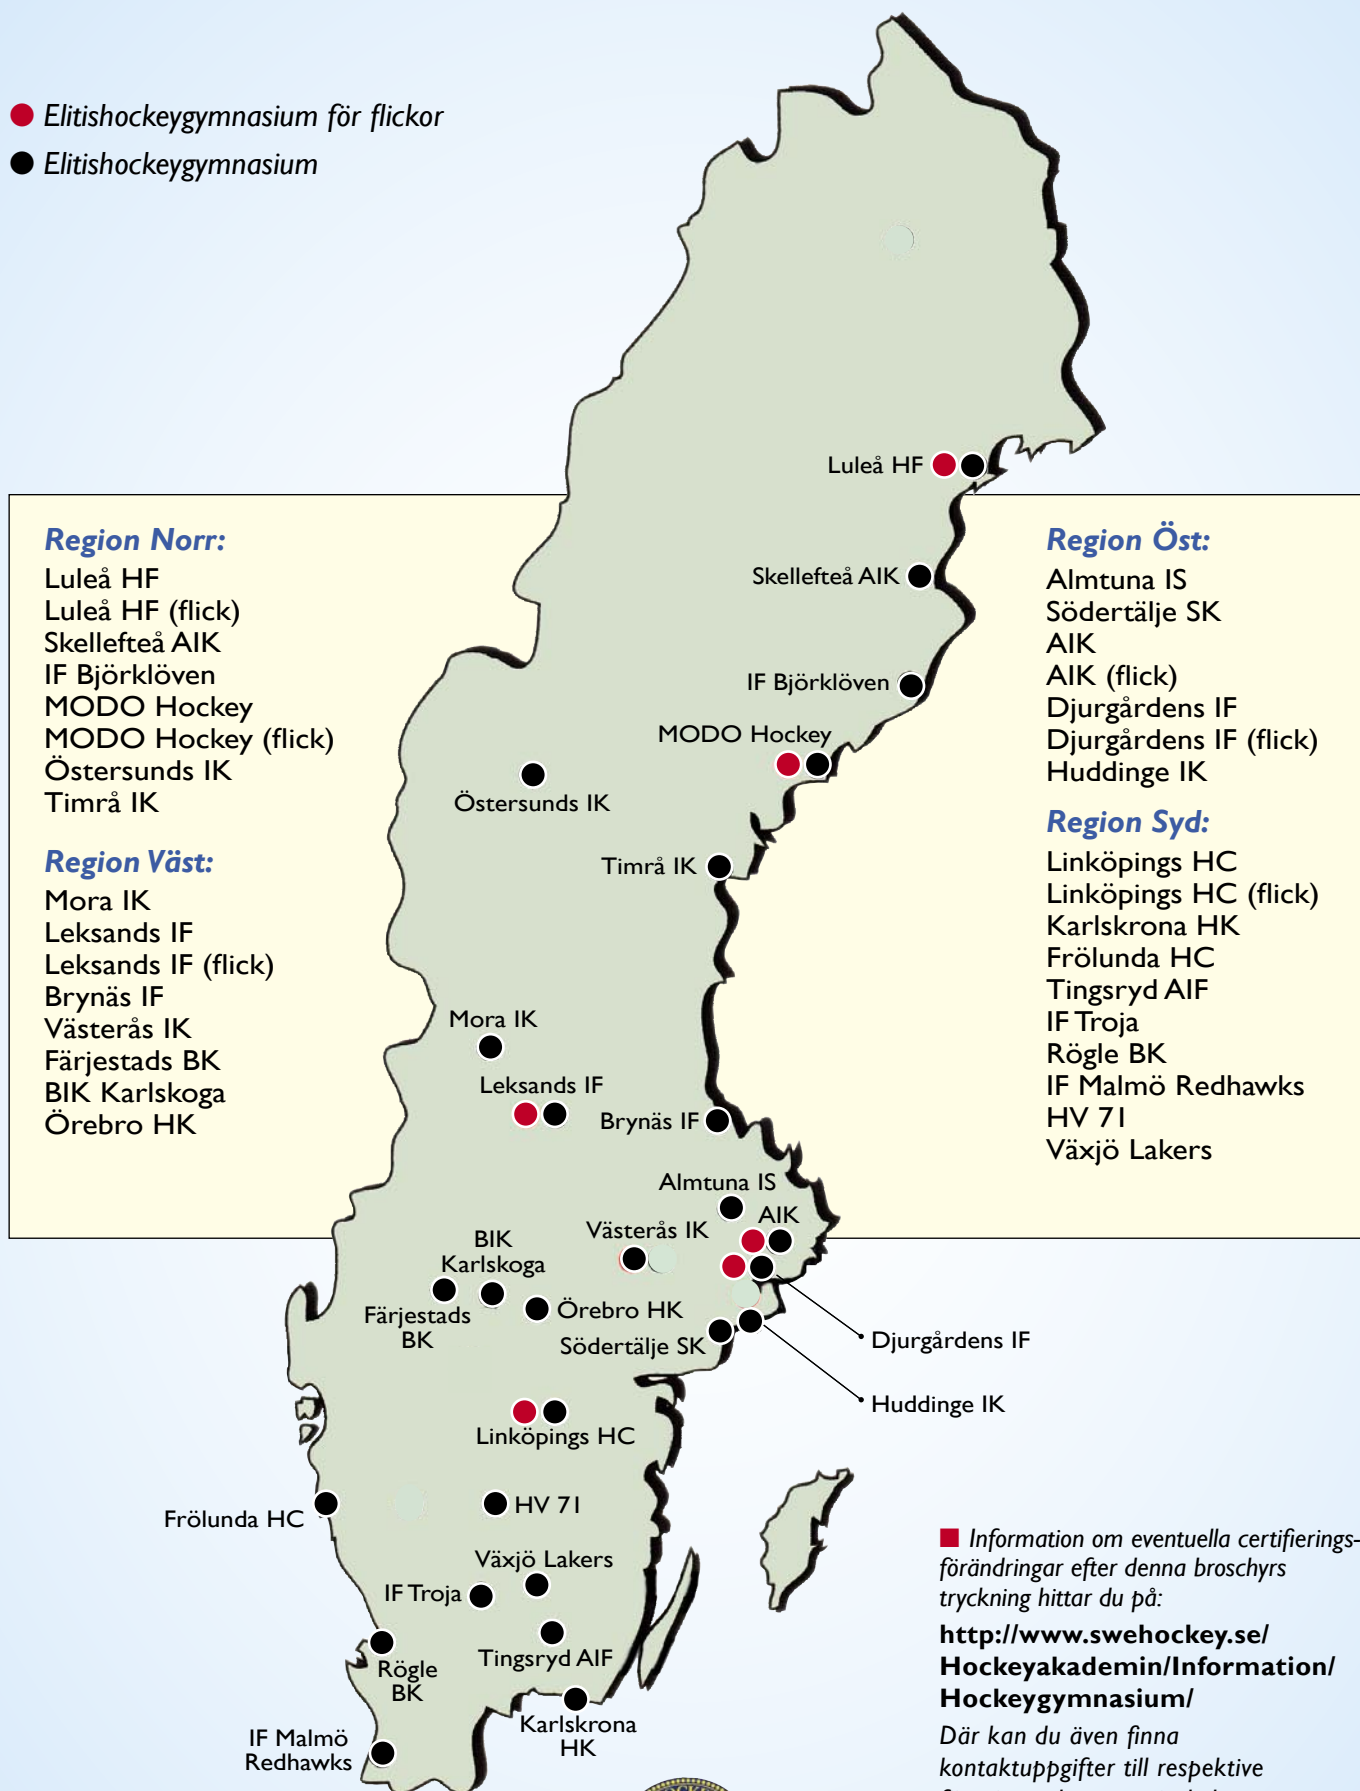 Elitishockeygymnasium för flickor
Elitishockeygymnasium
Luleå HF
Skellefteå AIK
IF Björklöven
MODO Hockey
Östersunds IK
Timrå IK
Mora IK
Leksands IF
Brynäs IF
Almtuna IS
AIK
Västerås IK
BIK
Karlskoga
Färjestads
BK
Örebro HK
Södertälje SK
Djurgårdens IF
Huddinge IK
Linköpings HC
Frölunda HC
HV 71
Växjö Lakers
IF Troja
Tingsryd AIF
Rögle
BK
Karlskrona
HK
IF Malmö
Redhawks
Region Norr:
Luleå HF
Luleå HF (flick)
Skellefteå AIK
IF Björklöven
MODO Hockey
MODO Hockey (flick)
Östersunds IK
Timrå IK
Region Väst:
Mora IK
Leksands IF
Leksands IF (flick)
Brynäs IF
Västerås IK
Färjestads BK
BIK Karlskoga
Örebro HK
Region Öst:
Almtuna IS
Södertälje SK
AIK
AIK (flick)
Djurgårdens IF
Djurgårdens IF (flick)
Huddinge IK
Region Syd:
Linköpings HC
Linköpings HC (flick)
Karlskrona HK
Frölunda HC
Tingsryd AIF
IF Troja
Rögle BK
IF Malmö Redhawks
HV 71
Växjö Lakers
Information om eventuella certifierings-
förändringar efter denna broschyrs
tryckning hittar du på:
http://www.swehockey.se/
Hockeyakademin/Information/
Hockeygymnasium/
Där kan du även finna
kontaktuppgifter till respektive